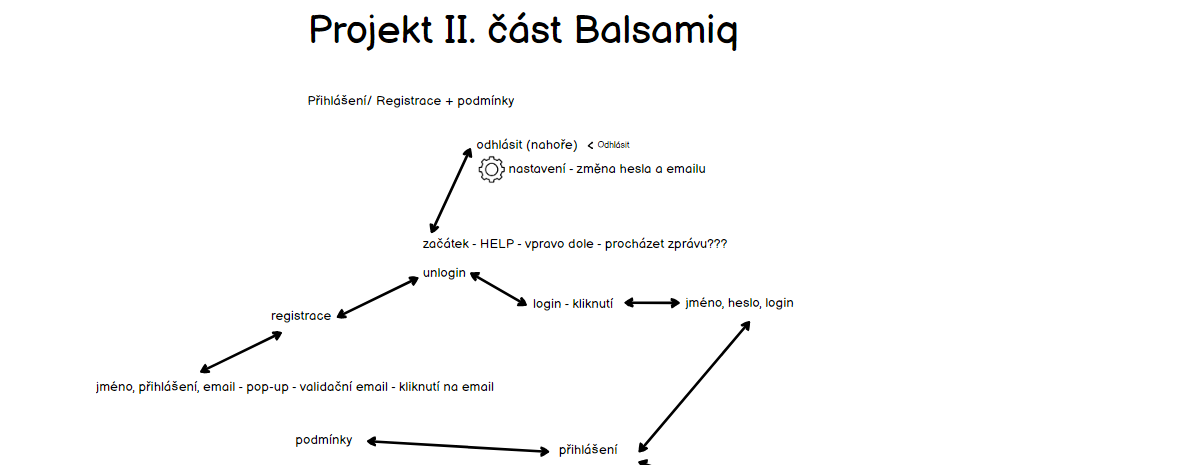 Projekt II. část Balsamiq
Přihlášení/ Registrace + podmínky
odhlásit (nahoře) < Odhlásit
nastavení - změna hesla a emailu
začátek - HELP - vpravo dole - procházet zprávu???
unlogin
login - kliknutí
jméno, heslo, login
registrace
jméno, přihlášení, email - pop-up - validační email - kliknutí na email
podmínky
přihlášení